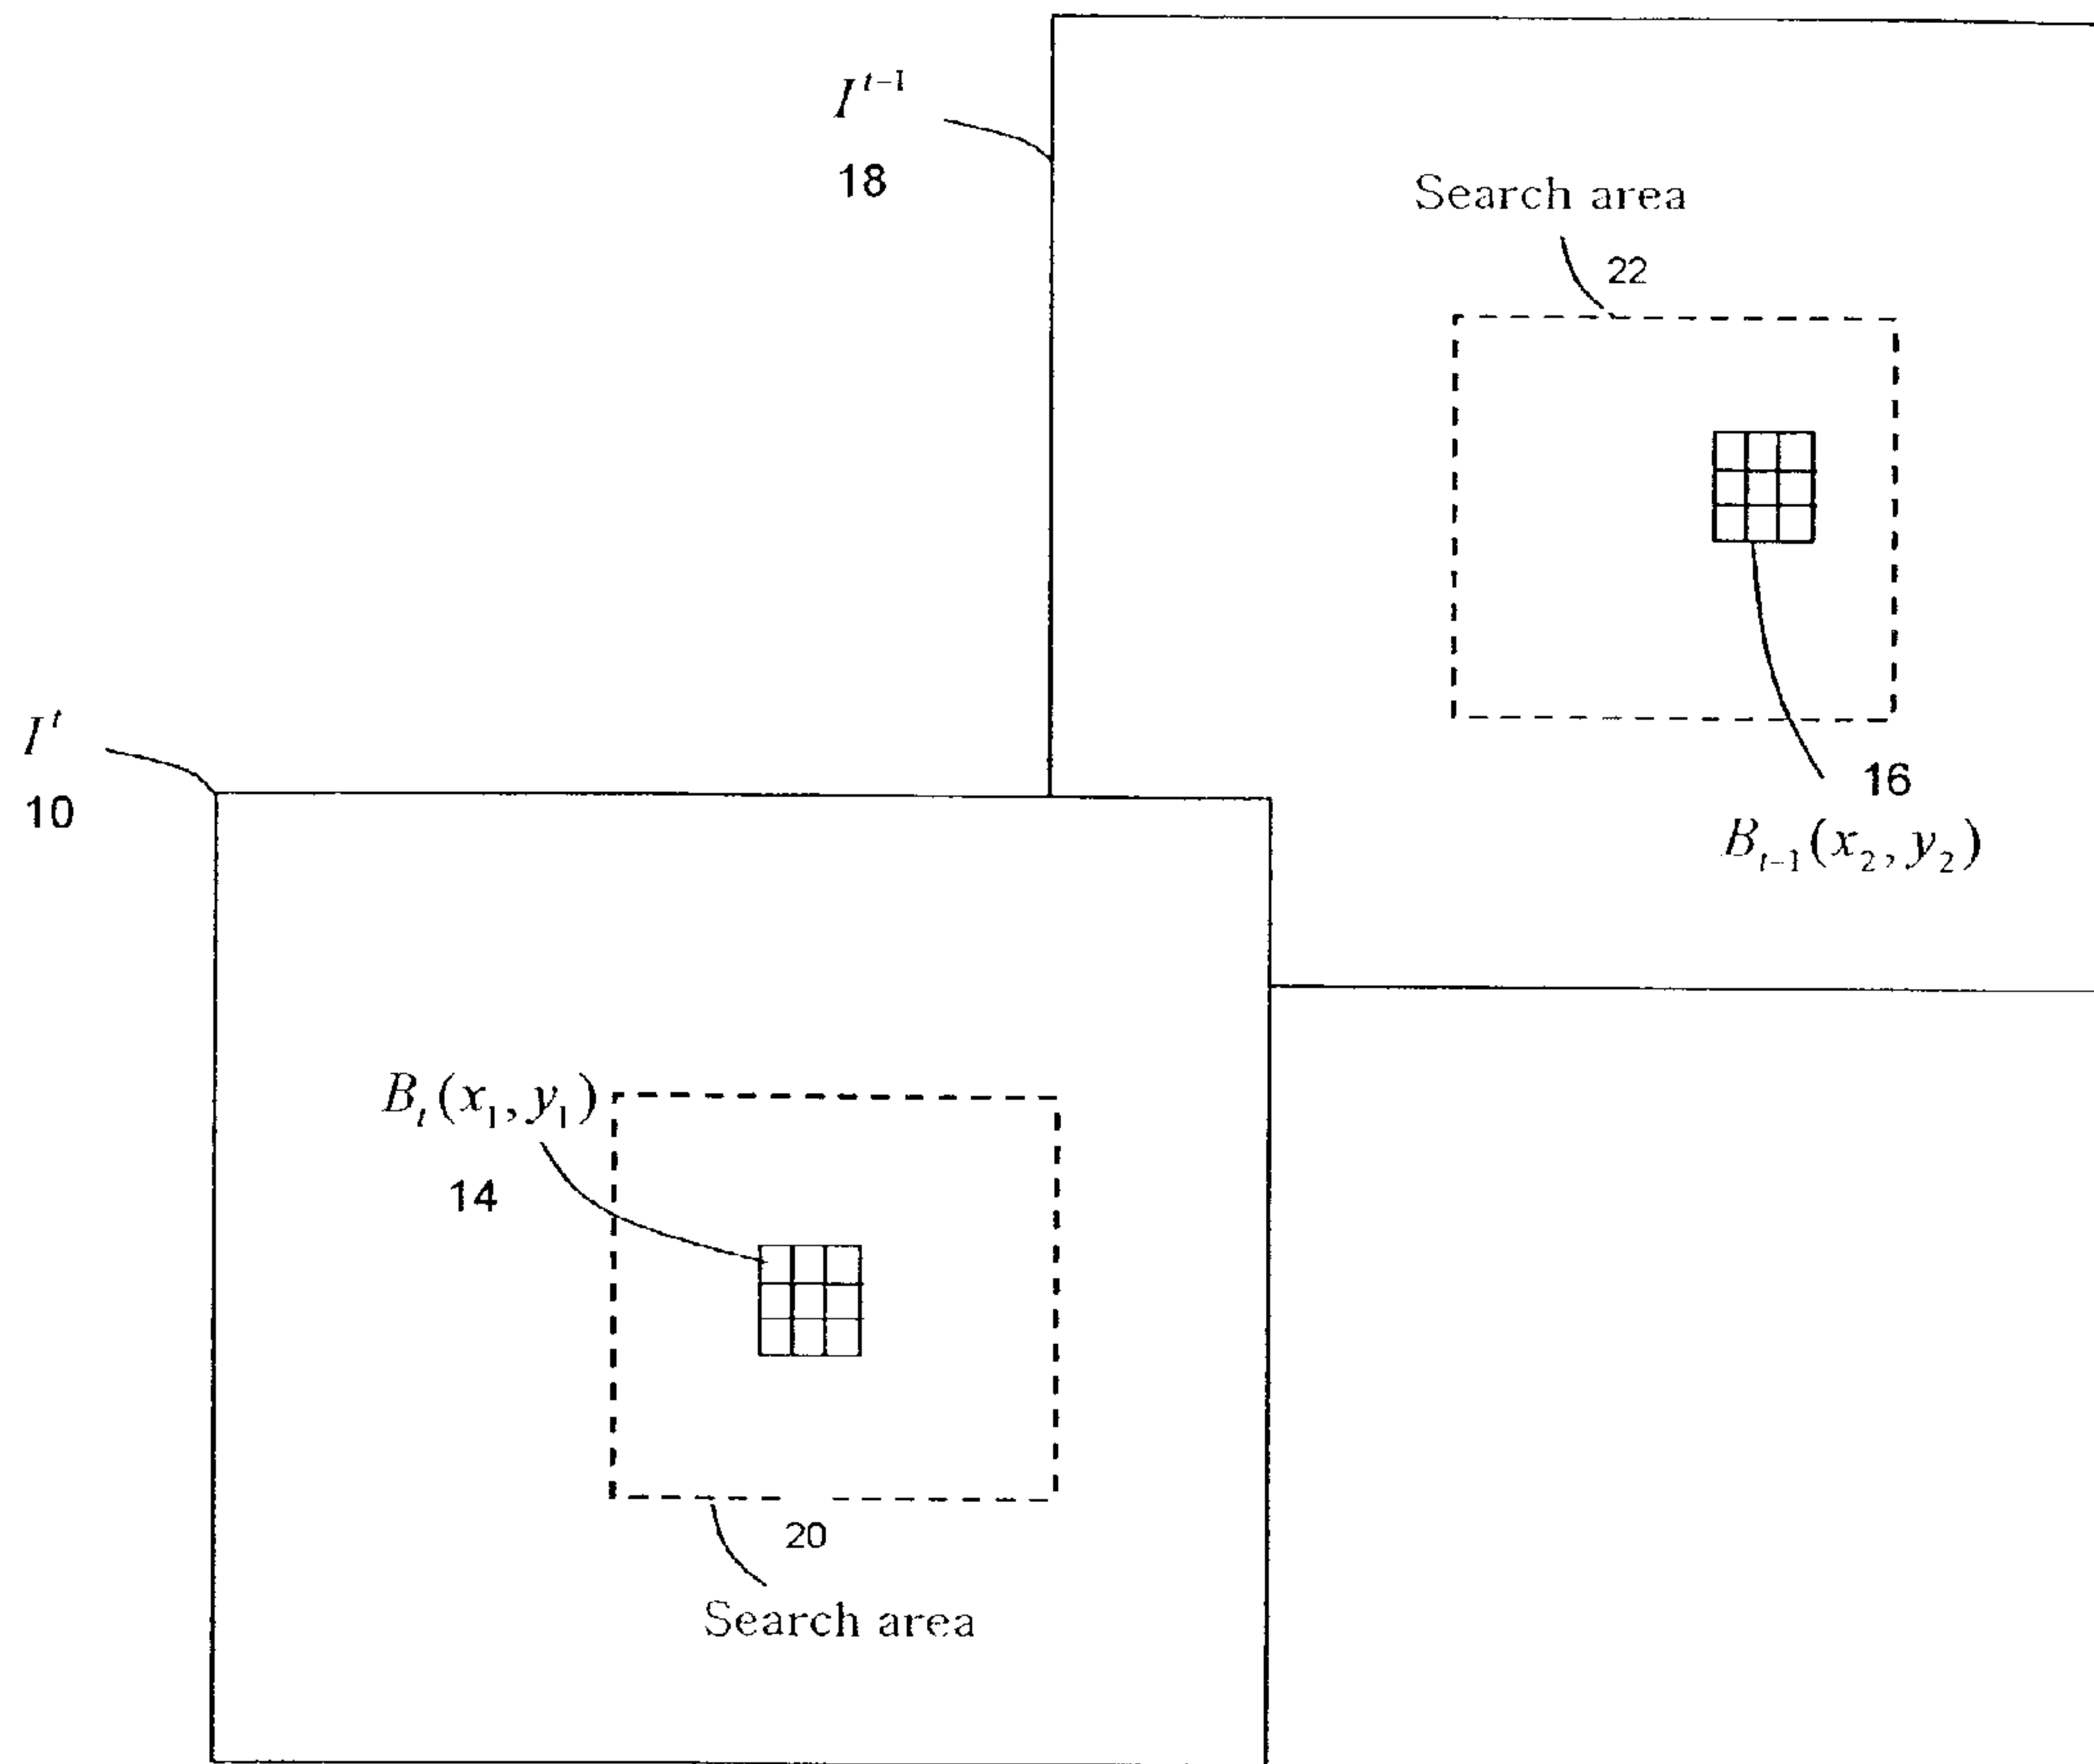 I^{t-1}
18
Search area
22
I^t
10
16
B_{t-1}(x_2, y_2)
B_t(x_1, y_1)
14
20
Search area